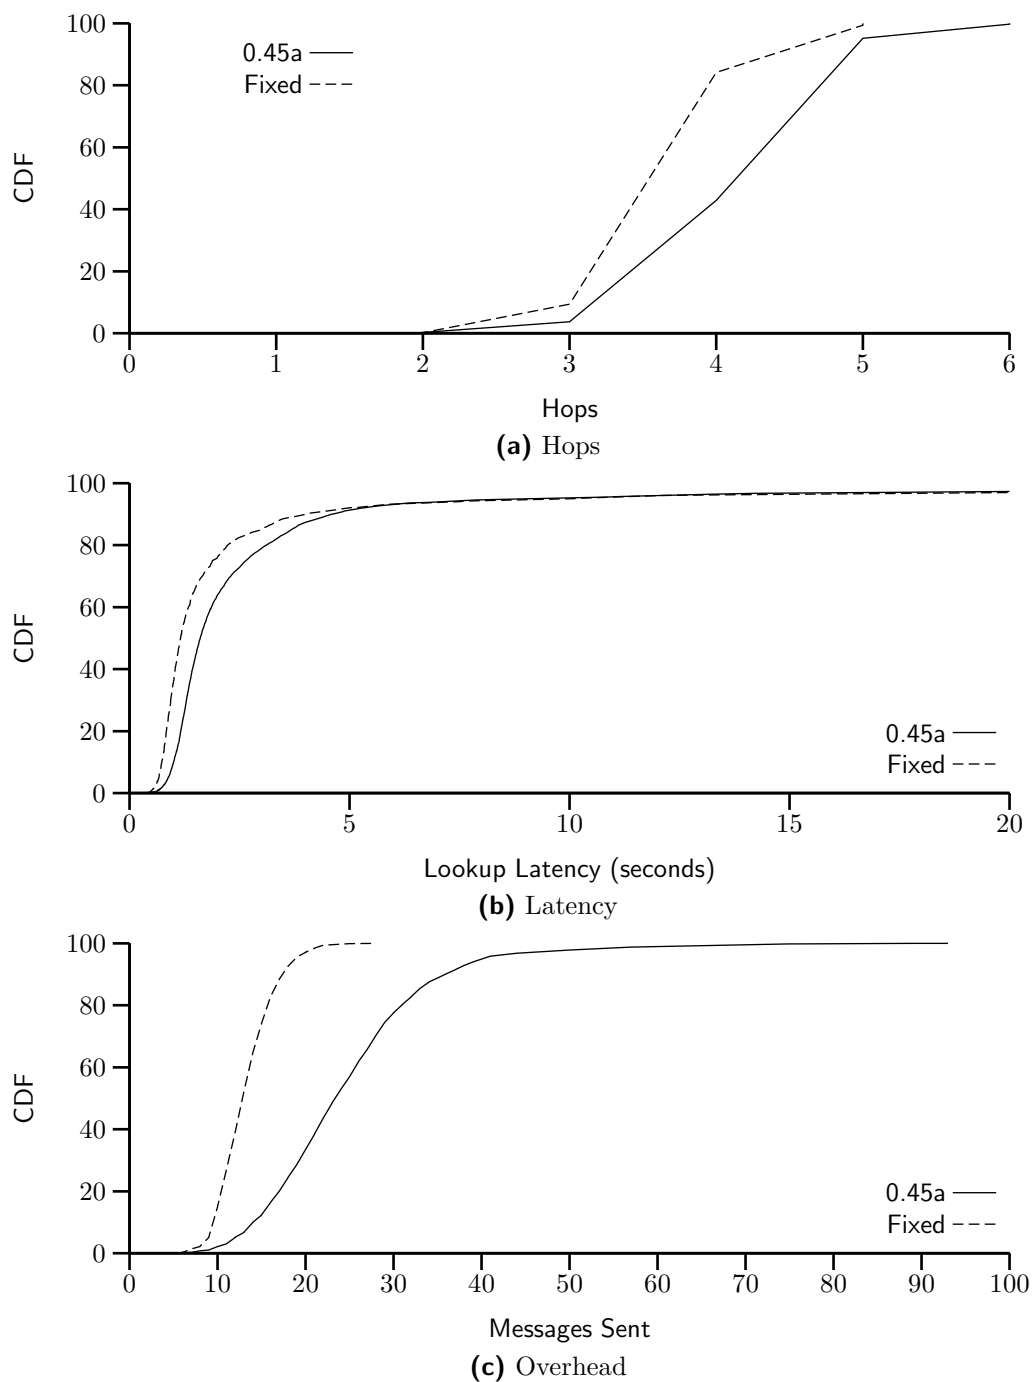 100
80
60
40
20
0
CDF
0.45a
Fixed
0 1 2 3 4 5 6
Hops
(a) Hops
100
80
60
40
20
0
CDF
0.45a
Fixed
0 5 10 15 20
Lookup Latency (seconds)
(b) Latency
100
80
60
40
20
0
CDF
0.45a
Fixed
0 10 20 30 40 50 60 70 80 90 100
Messages Sent
(c) Overhead